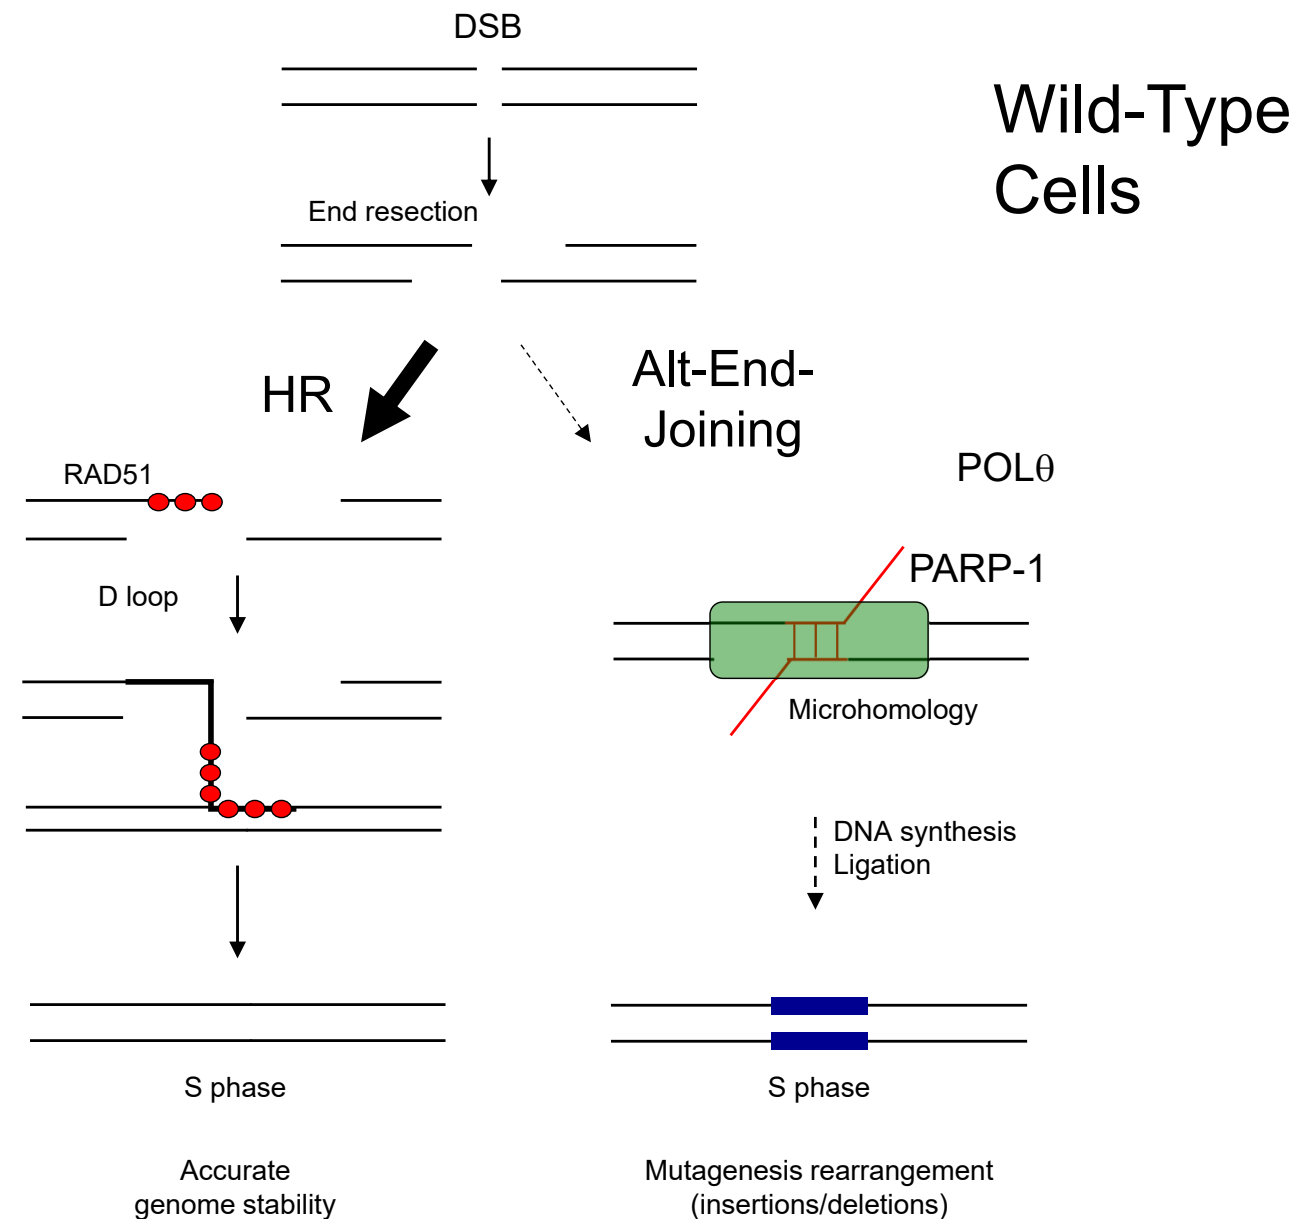 DSB
Wild-Type
Cells
End resection
HR
Alt-End-
Joining
RAD51
POLθ
D loop
PARP-1
Microhomology
DNA synthesis
Ligation
S phase
S phase
Accurate
genome stability
Mutagenesis rearrangement
(insertions/deletions)